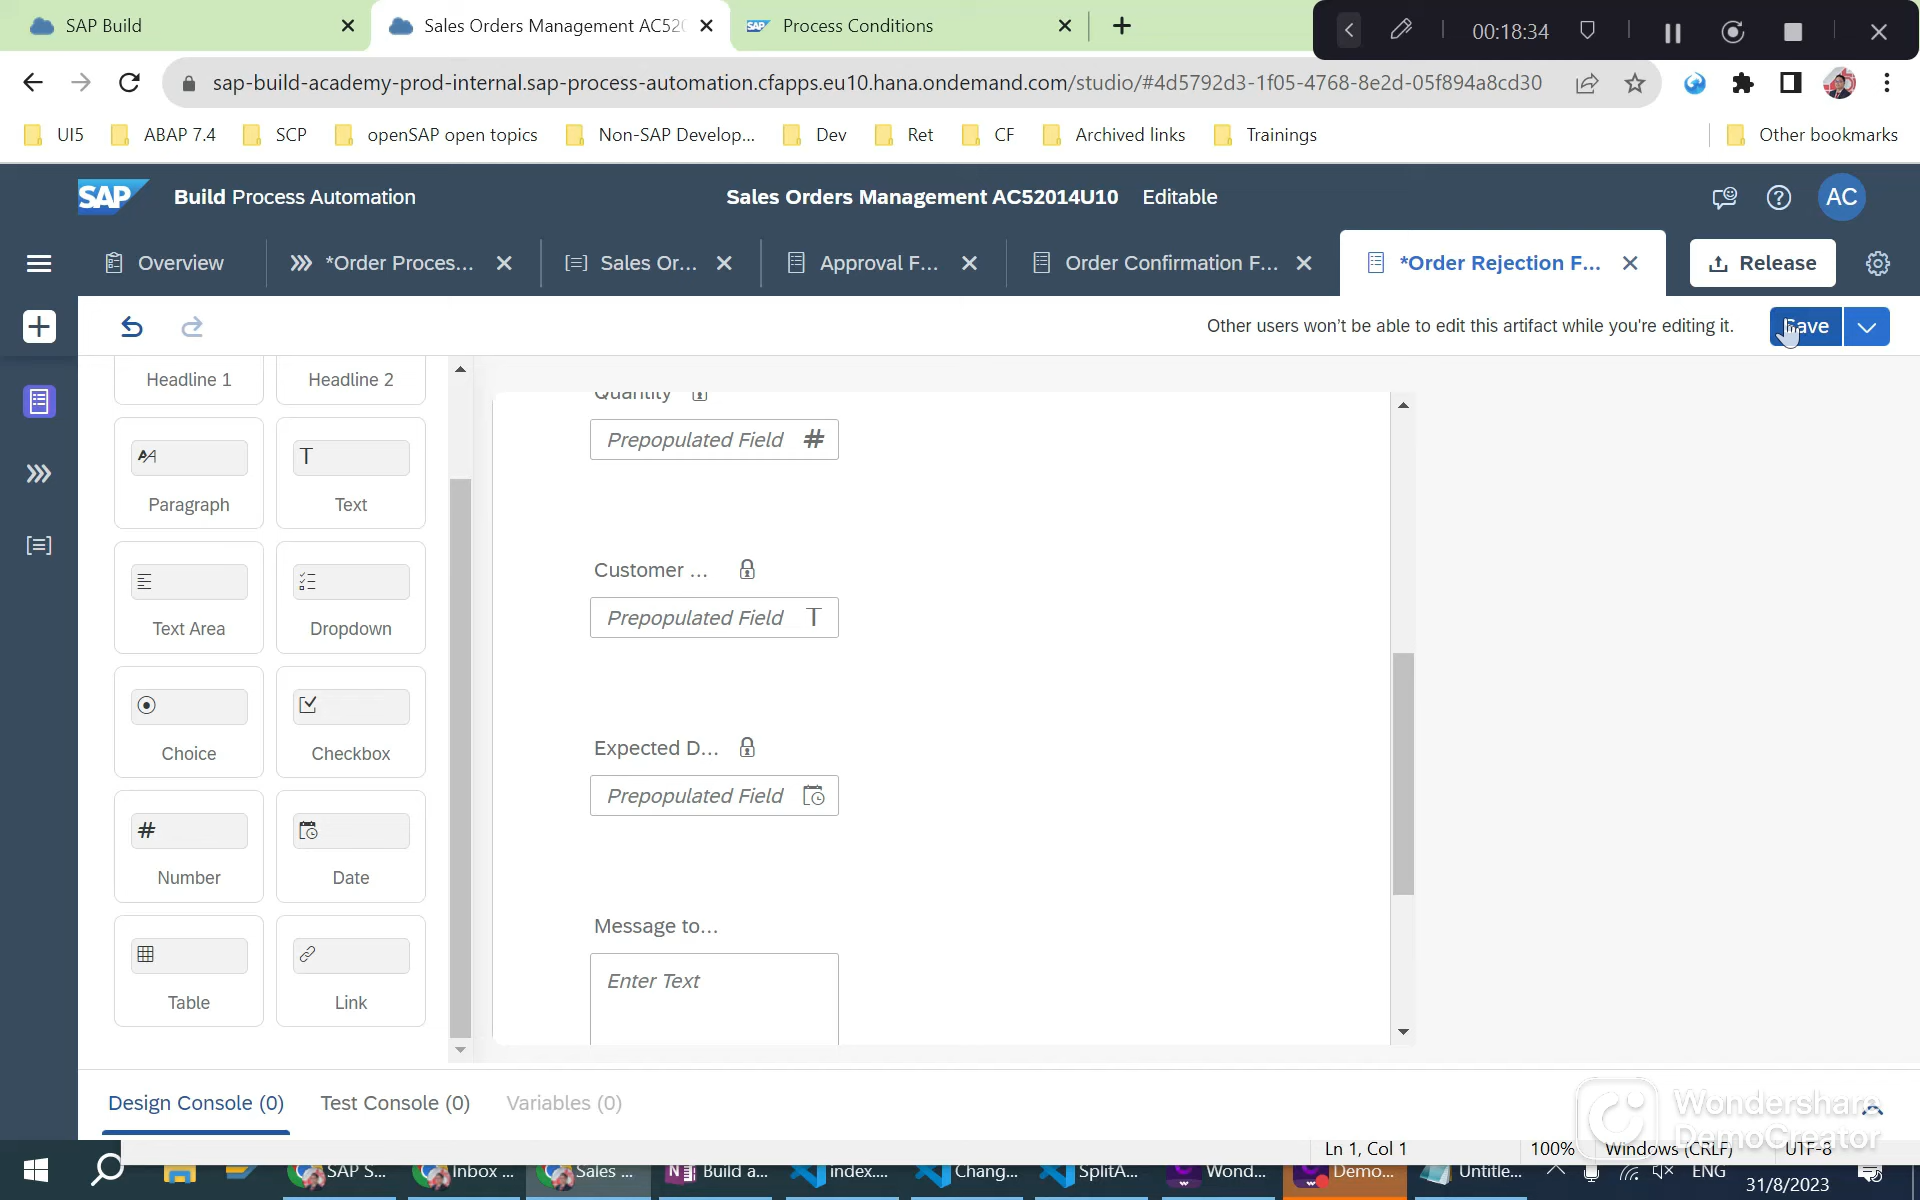 SAP Build
Sales Orders Management AC520
SAP Process Conditions
00:18:34
sap-build-academy-prod-internal.sap-process-automation.cfapps.eu10.hana.ondemand.com/studio/#4d5792d3-1f05-4768-8e2d-05f894a8cd30
UI5
ABAP 7.4
SCP
openSAP open topics
Non-SAP Develop...
Dev
Ret
CF
Archived links
Trainings
Other bookmarks
SAP Build Process Automation
Sales Orders Management AC52014U10 Editable
AC
Overview
*Order Proces...
Sales Or...
Approval F...
Order Confirmation F...
*Order Rejection F...
Release
Other users won't be able to edit this artifact while you're editing it.
Save
Headline 1
Headline 2
Paragraph
Text
Text Area
Dropdown
Choice
Checkbox
Number
Date
Table
Link
Quantity
Prepopulated Field #
Customer ...
Prepopulated Field T
Expected D...
Prepopulated Field
Message to...
Enter Text
Design Console (0)
Test Console (0)
Variables (0)
Wondershare
DemoCreator
Ln 1, Col 1
100%
Windows (CRLF)
UTF-8
SAP S...
Inbox ...
Sales ...
Build a...
index....
Chang...
SplitA...
Wond...
Demo...
Untitle...
ENG
31/8/2023